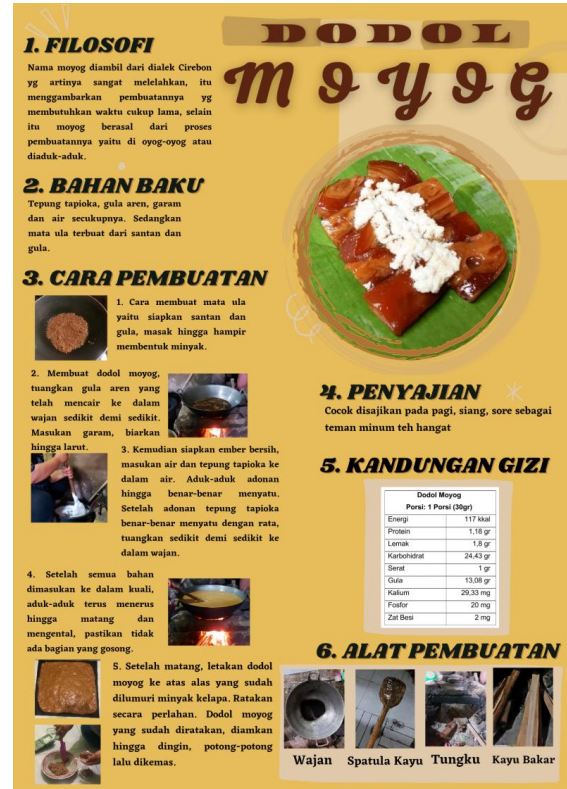 DODOL
MOYOG
1. FILOSOFI
Nama moyog diambil dari dialek Cirebon
yg artinya sangat melelahkan, itu
menggambarkan pembuatannya yg
membutuhkan waktu cukup lama, selain
itu moyog berasal dari proses
pembuatannya yaitu di oyog-oyog atau
diaduk-aduk.
2. BAHAN BAKU
Tepung tapioka, gula aren, garam
dan air secukupnya. Sedangkan
mata ula terbuat dari santan dan
gula.
3. CARA PEMBUATAN
1. Cara membuat mata ula
yaitu siapkan santan dan
gula, masak hingga hampir
membentuk minyak.
2. Membuat dodol moyog,
tuangkan gula aren yang
telah mencair ke dalam
wajan sedikit demi sedikit.
Masukan garam, biarkan
hingga larut.
3. Kemudian siapkan ember bersih,
masukan air dan tepung tapioka ke
dalam air. Aduk-aduk adonan
hingga benar-benar menyatu.
Setelah adonan tepung tapioka
benar-benar menyatu dengan rata,
tuangkan sedikit demi sedikit ke
dalam wajan.
4. Setelah semua bahan
dimasukan ke dalam kuali,
aduk-aduk terus menerus
hingga matang dan
mengental, pastikan tidak
ada bagian yang gosong.
5. Setelah matang, letakan dodol
moyog ke atas alas yang sudah
dilumuri minyak kelapa. Ratakan
secara perlahan. Dodol moyog
yang sudah diratakan, diamkan
hingga dingin, potong-potong
lalu dikemas.
4. PENYAJIAN
Cocok disajikan pada pagi, siang, sore sebagai
teman minum teh hangat
5. KANDUNGAN GIZI
Dodol Moyog
Porsi: 1 Porsi (30gr)
Energi 117 kkal
Protein 1,16 gr
Lemak 1,8 gr
Karbohidrat 24,43 gr
Serat 1 gr
Gula 13,08 gr
Kalium 29,33 mg
Fosfor 20 mg
Zat Besi 2 mg
6. ALAT PEMBUATAN
Wajan Spatula Kayu Tungku Kayu Bakar